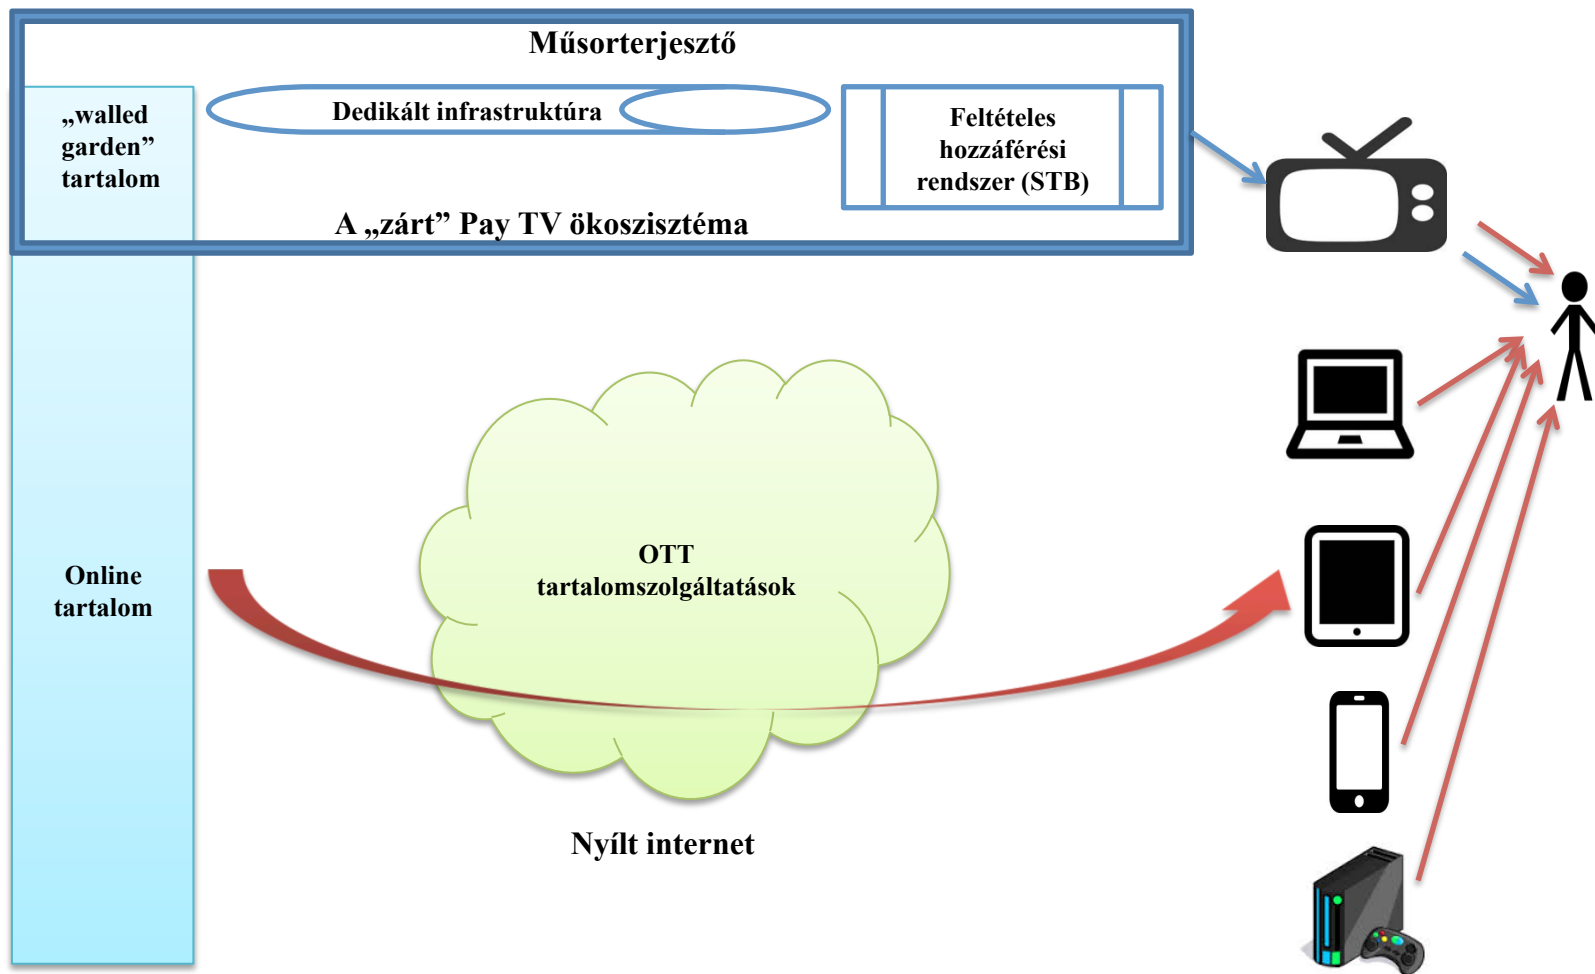 Műsorterjesztő
„walled
garden”
tartalom
Dedikált infrastruktúra
Feltételes
hozzáférési
rendszer (STB)
A „zárt” Pay TV ökoszisztéma
OTT
tartalomszolgáltatások
Online
tartalom
Nyílt internet